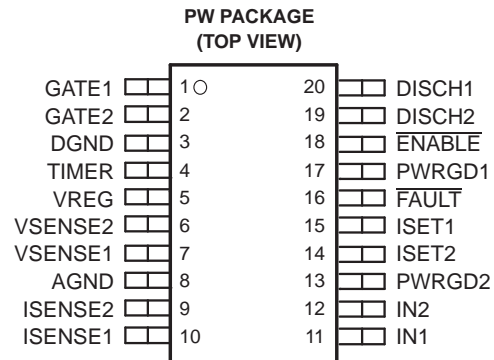 PW PACKAGE
(TOP VIEW)
GATE1 1 20 DISCH1
GATE2 2 19 DISCH2
DGND 3 18 ENABLE
TIMER 4 17 PWRGD1
VREG 5 16 FAULT
VSENSE2 6 15 ISET1
VSENSE1 7 14 ISET2
AGND 8 13 PWRGD2
ISENSE2 9 12 IN2
ISENSE1 10 11 IN1